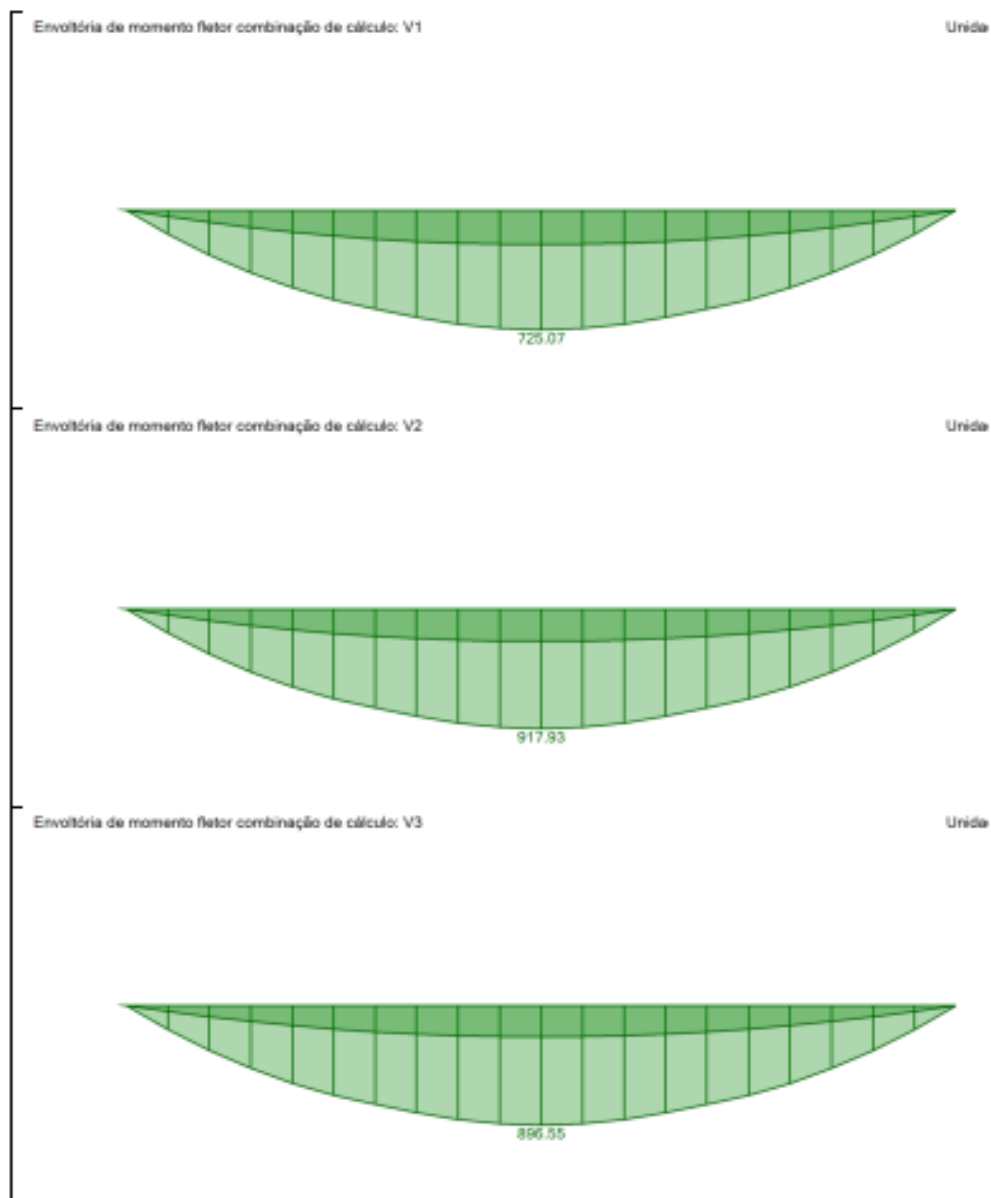 Envoltória de momento fletor combinação de cálculo: V1 Unida
725.07
Envoltória de momento fletor combinação de cálculo: V2 Unida
917.93
Envoltória de momento fletor combinação de cálculo: V3 Unida
896.55